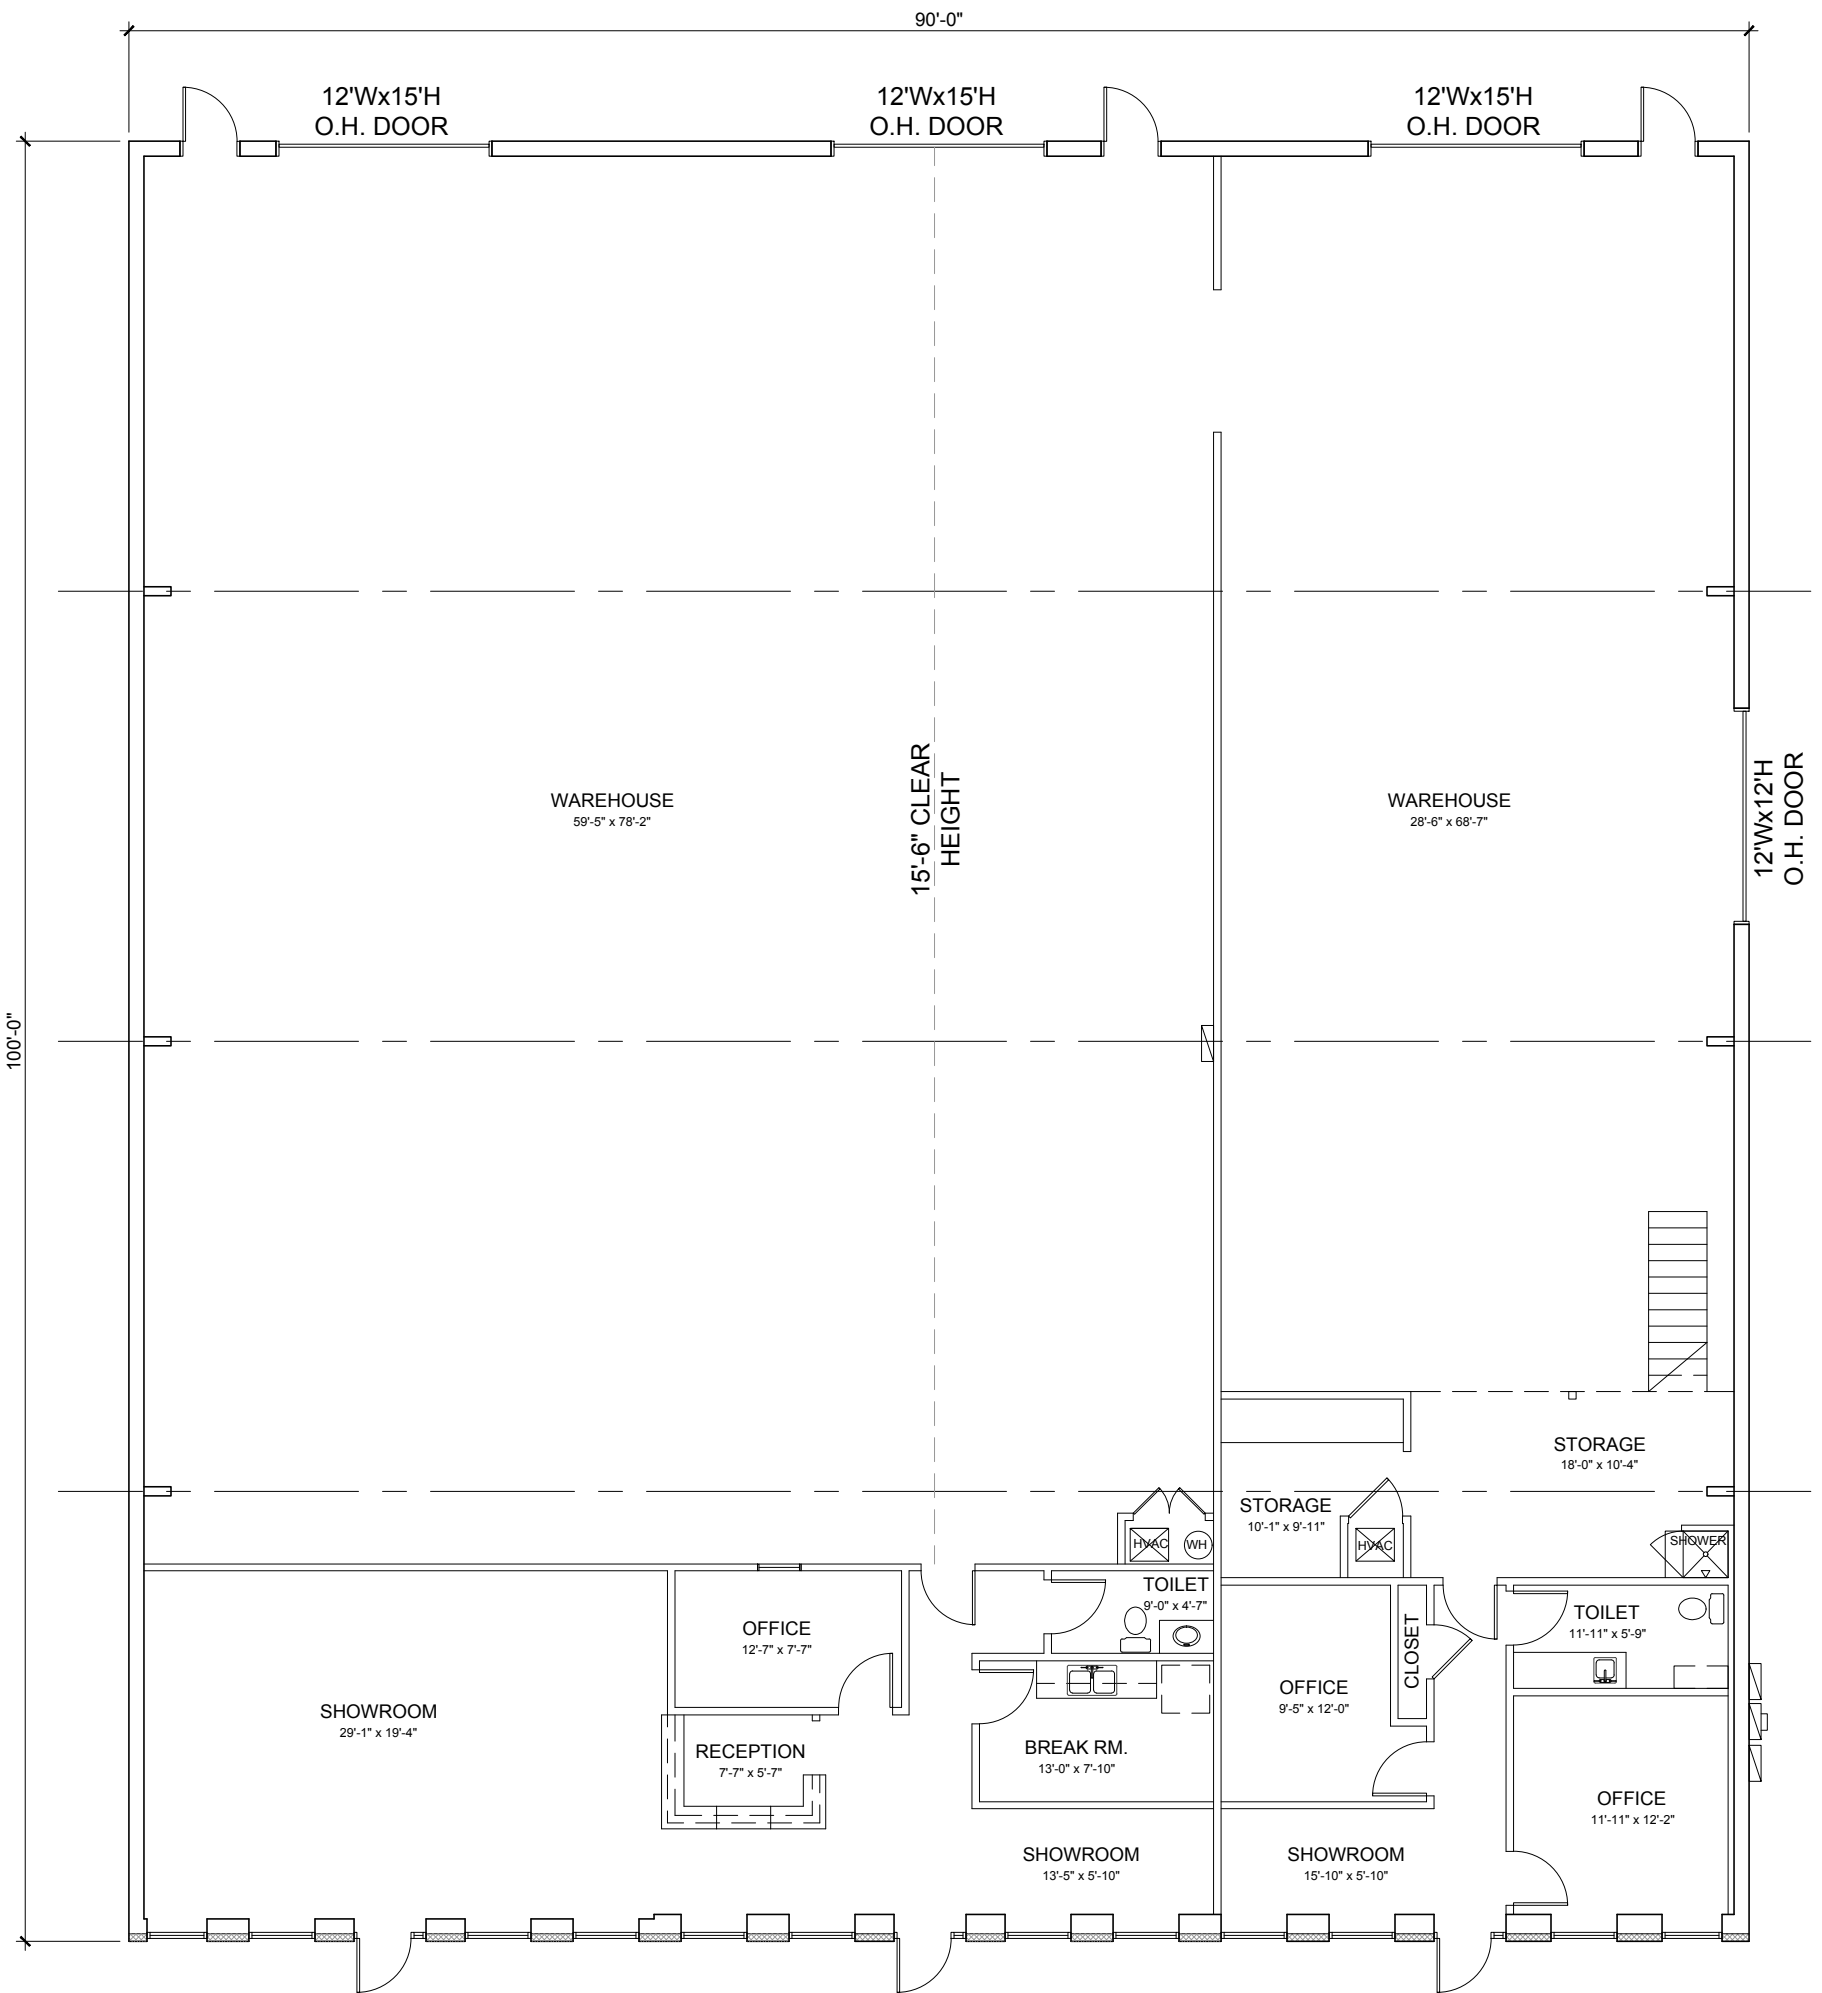 90'-0"
12'Wx15'H
O.H. DOOR
12'Wx15'H
O.H. DOOR
12'Wx15'H
O.H. DOOR
WAREHOUSE
59'-5" x 78'-2"
15'-6" CLEAR
HEIGHT
WAREHOUSE
28'-6" x 68'-7"
12'Wx12'H
O.H. DOOR
100'-0"
STORAGE
18'-0" x 10'-4"
STORAGE
10'-1" x 9'-11"
HVAC
WH
HVAC
SHOWER
TOILET
9'-0" x 4'-7"
OFFICE
12'-7" x 7'-7"
CLOSET
TOILET
11'-11" x 5'-9"
OFFICE
9'-5" x 12'-0"
SHOWROOM
29'-1" x 19'-4"
RECEPTION
7'-7" x 5'-7"
BREAK RM.
13'-0" x 7'-10"
OFFICE
11'-11" x 12'-2"
SHOWROOM
13'-5" x 5'-10"
SHOWROOM
15'-10" x 5'-10"